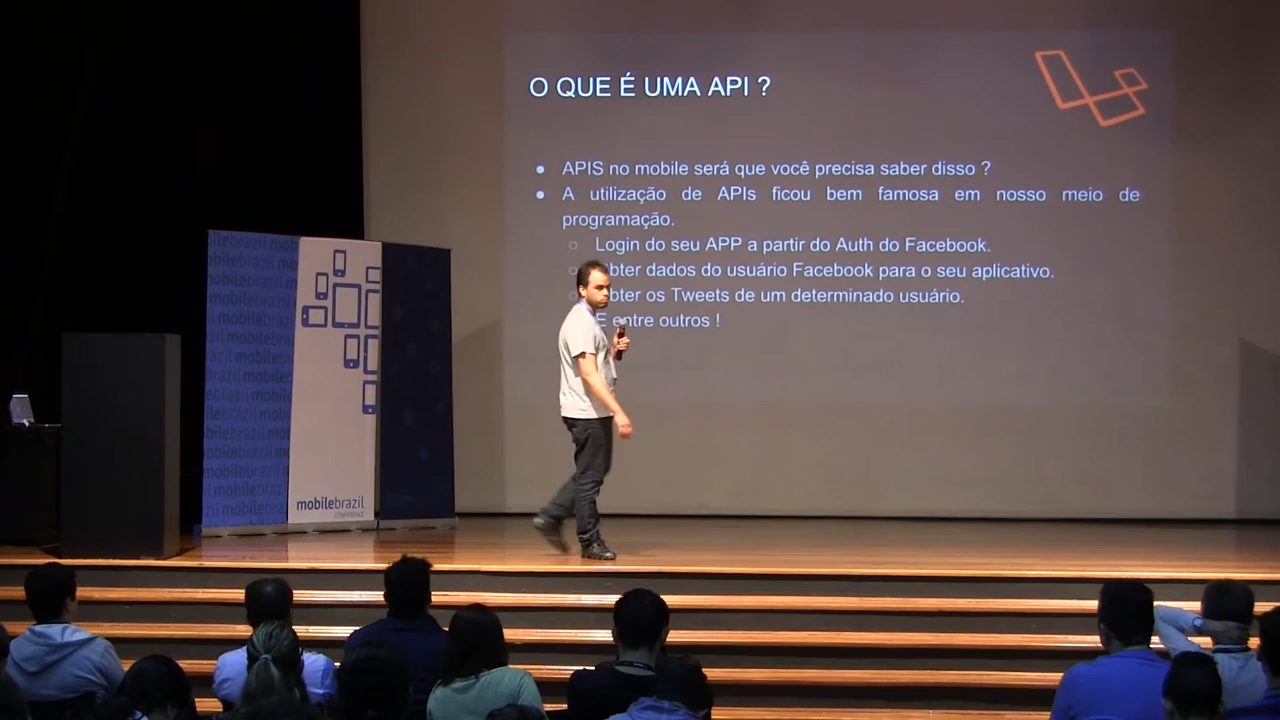 O QUE É UMA API ?
● APIS no mobile será que você precisa saber disso ?
● A utilização de APIs ficou bem famosa em nosso meio de
programação.
○ Login do seu APP a partir do Auth do Facebook.
○ bter dados do usuário Facebook para o seu aplicativo.
○ bter os Tweets de um determinado usuário.
E entre outros !
mobilebrazil
CONFERENCE
mobilebrazil